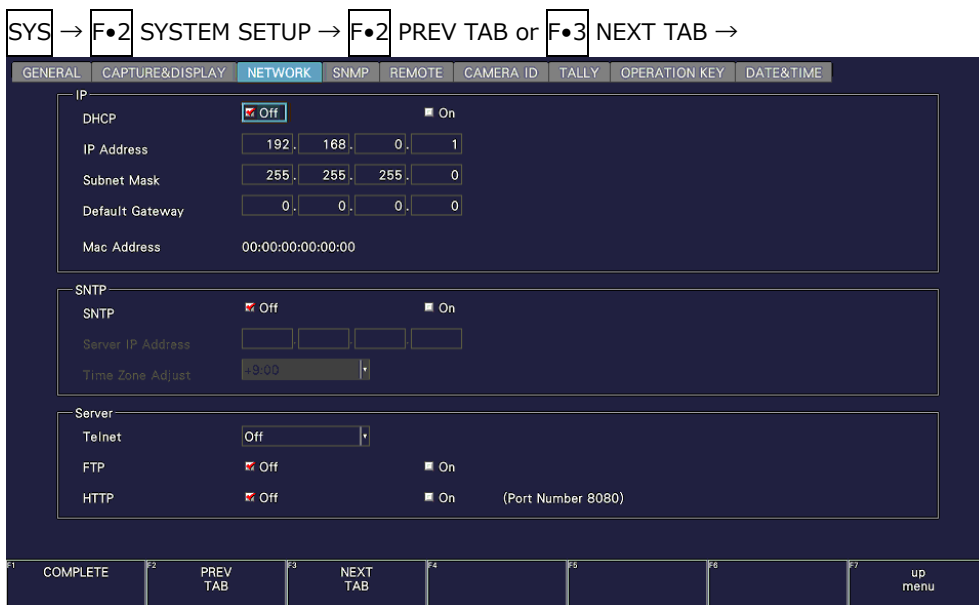 SYS → F•2 SYSTEM SETUP → F•2 PREV TAB or F•3 NEXT TAB →
GENERAL CAPTURE&DISPLAY NETWORK SNMP REMOTE CAMERA ID TALLY OPERATION KEY DATE&TIME
IP
DHCP Off On
IP Address 192. 168. 0. 1
Subnet Mask 255. 255. 255. 0
Default Gateway 0. 0. 0. 0
Mac Address 00:00:00:00:00:00
SNTP
SNTP Off On
Server IP Address . . .
Time Zone Adjust +9:00
Server
Telnet Off
FTP Off On
HTTP Off On (Port Number 8080)
F1 COMPLETE F2 PREV TAB F3 NEXT TAB F4 F5 F6 F7 up menu